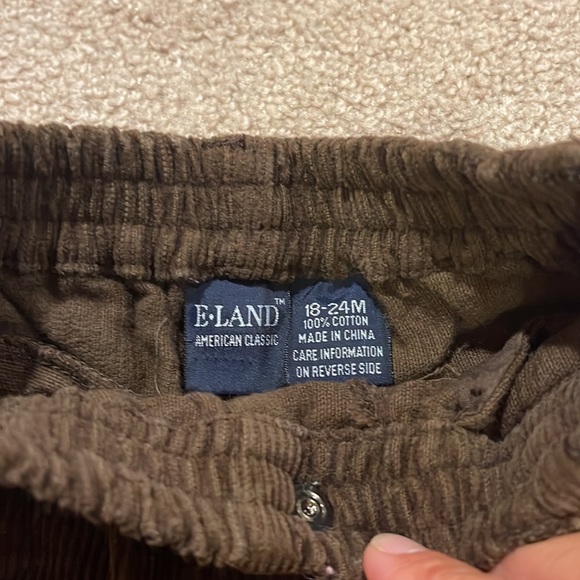 E·LAND™
AMERICAN CLASSIC
18-24M
100% COTTON
MADE IN CHINA
CARE INFORMATION
ON REVERSE SIDE